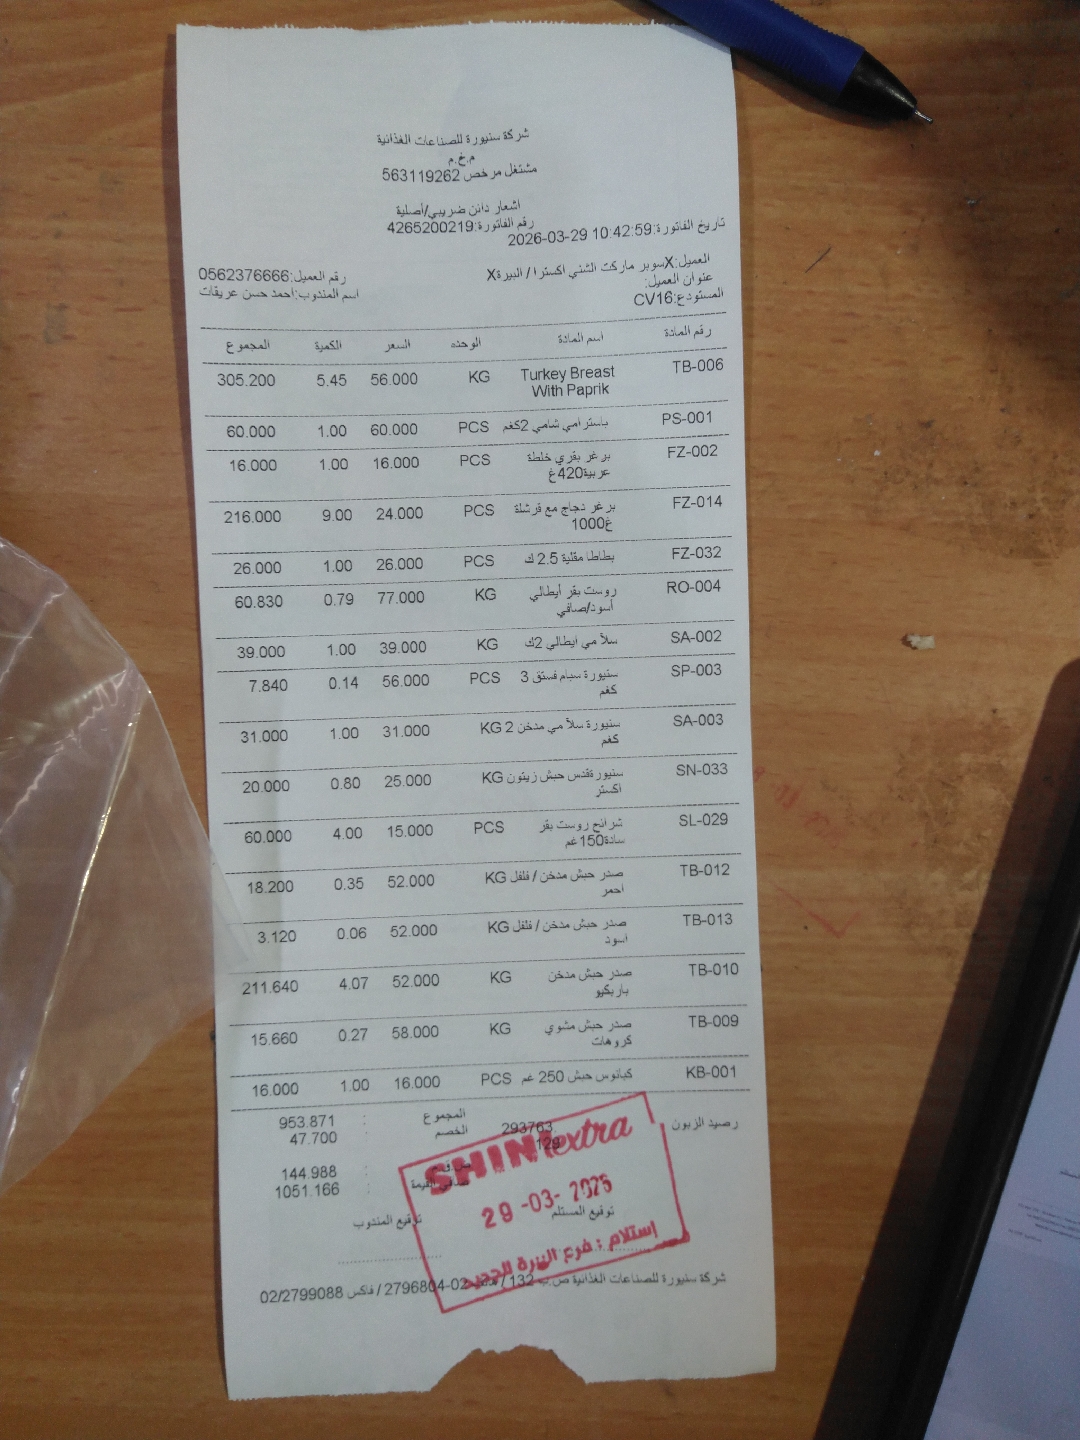 شركة سنيورة للصناعات الغذائية
م.خ.م
مشتغل مرخص 563119262
أشعار دائن ضريبي/أصلية
رقم الفاتورة:4265200219
تاريخ الفاتورة:10:42:59 2026-03-29
العميل:Xسوبر ماركت الشني اكسترا / البيرةX
رقم العميل:0562376666
عنوان العميل:
اسم المندوب:أحمد حسن عريقات
المستودع:CV16
رقم المادة اسم المادة الوحده السعر الكمية المجموع
TB-006 Turkey Breast With Paprik KG 56.000 5.45 305.200
PS-001 باسترامي شامي 2كغم PCS 60.000 1.00 60.000
FZ-002 برغر بقري خلطة عربية420غ PCS 16.000 1.00 16.000
FZ-014 برغر دجاج مع قرشلة 1000غ PCS 24.000 9.00 216.000
FZ-032 بطاطا مقلية 2.5 ك PCS 26.000 1.00 26.000
RO-004 روست بقر أيطالي أسود/صافي KG 77.000 0.79 60.830
SA-002 سلامي ايطالي 2ك KG 39.000 1.00 39.000
SP-003 سنيورة سبام فستق 3 كغم PCS 56.000 0.14 7.840
SA-003 سنيورة سلامي مدخن 2 كغم KG 31.000 1.00 31.000
SN-033 سنيورةقدس حبش زيتون اكستر KG 25.000 0.80 20.000
SL-029 شرائح روست بقر سادة150غم PCS 15.000 4.00 60.000
TB-012 صدر حبش مدخن / فلفل احمر KG 52.000 0.35 18.200
TB-013 صدر حبش مدخن / فلفل اسود KG 52.000 0.06 3.120
TB-010 صدر حبش مدخن باربكيو KG 52.000 4.07 211.640
TB-009 صدر حبش مشوي كروهات KG 58.000 0.27 15.660
KB-001 كبانوس حبش 250 غم PCS 16.000 1.00 16.000
رصيد الزبون 293763.129
المجموع : 953.871
الخصم : 47.700
ض.ق.م : 144.988
صافي القيمة : 1051.166
توقيع المستلم توقيع المندوب
SHINI extra
29-03-2026
إستلام : فرع البيرة الجديد
شركة سنيورة للصناعات الغذائية ص.ب 132 / 02-2796804 / فاكس 02/2799088